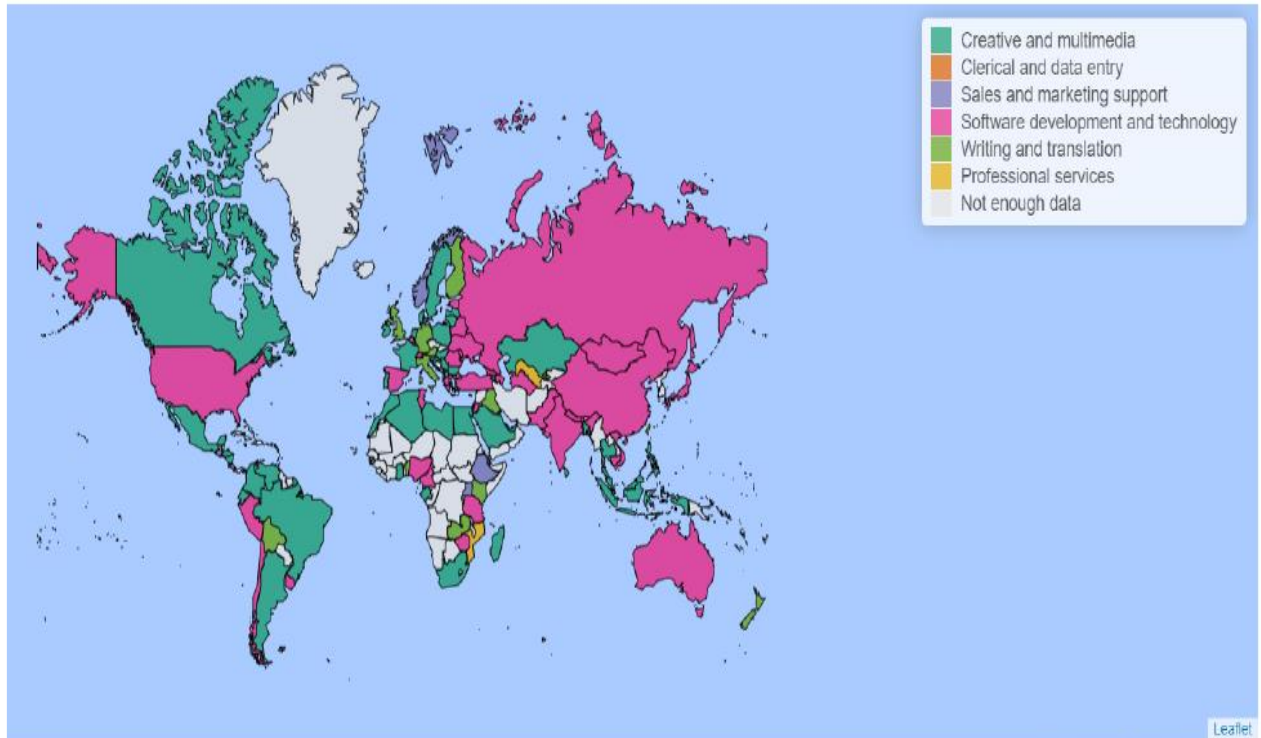 Creative and multimedia
Clerical and data entry
Sales and marketing support
Software development and technology
Writing and translation
Professional services
Not enough data
Leaflet